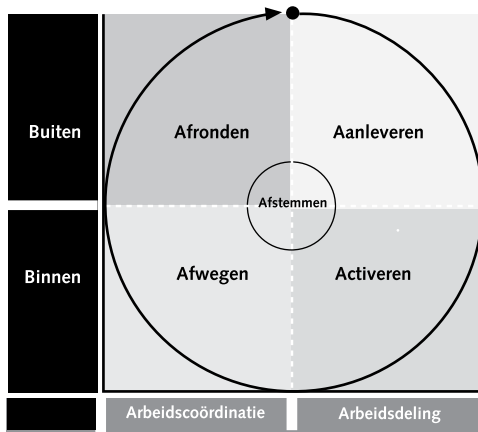 Buiten
Afronden
Aanleveren
Afstemmen
Binnen
Afwegen
Activeren
Arbeidscoördinatie
Arbeidsdeling